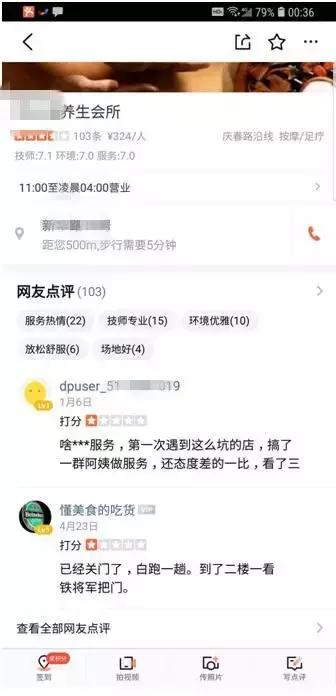 HD 4G 79% 00:36
养生会所
103条 ¥324/人 庆春路沿线 按摩/足疗
技师:7.1 环境:7.0 服务:7.0
11:00至凌晨04:00营业
新
距您500m,步行需要5分钟
网友点评 (103)
服务热情(22) 技师专业(15) 环境优雅(10)
放松舒服(6) 场地好(4)
dpuser_51 019
Lv1
1月6日
打分
啥***服务，第一次遇到这么坑的店，搞了
一群阿姨做服务，还态度差的一比，看了三
懂美食的吃货 VIP
Lv1
4月23日
打分
已经关门了，白跑一趟。到了二楼一看
铁将军把门。
查看全部网友点评
奖积分
签到 拍视频 传照片 写点评